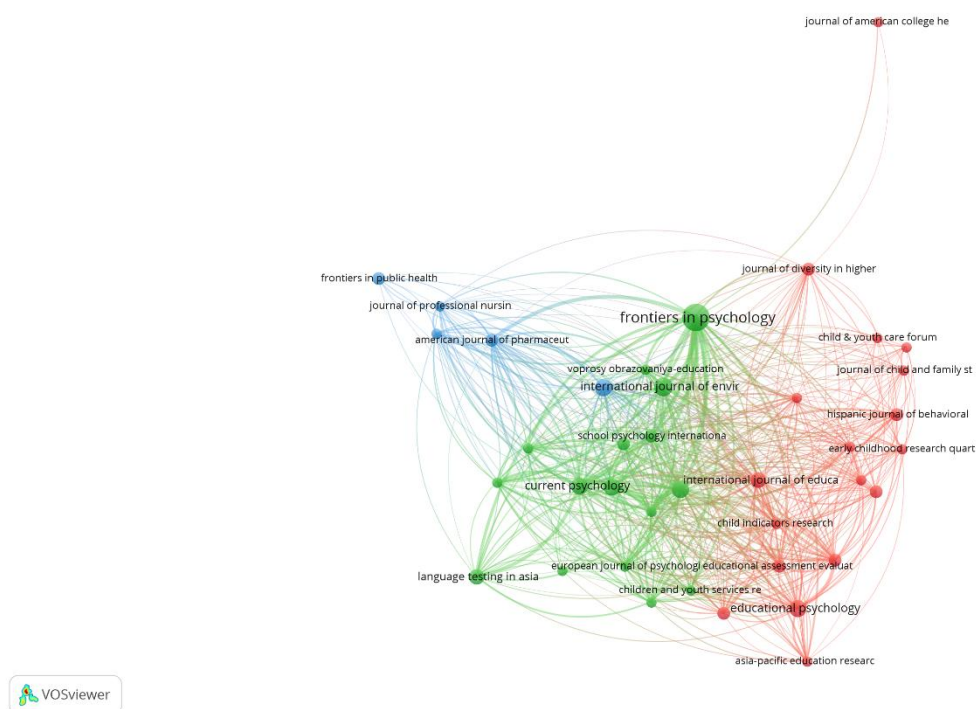 journal of american college he
journal of diversity in higher
frontiers in public health
journal of professional nursin
frontiers in psychology
american journal of pharmaceut
child & youth care forum
voprosy obrazovaniya-education
journal of child and family st
international journal of envir
hispanic journal of behavioral
school psychology internationa
early childhood research quart
international journal of educa
current psychology
child indicators research
european journal of psychologi
educational assessment evaluat
language testing in asia
children and youth services re
educational psychology
asia-pacific education researc
VOSviewer